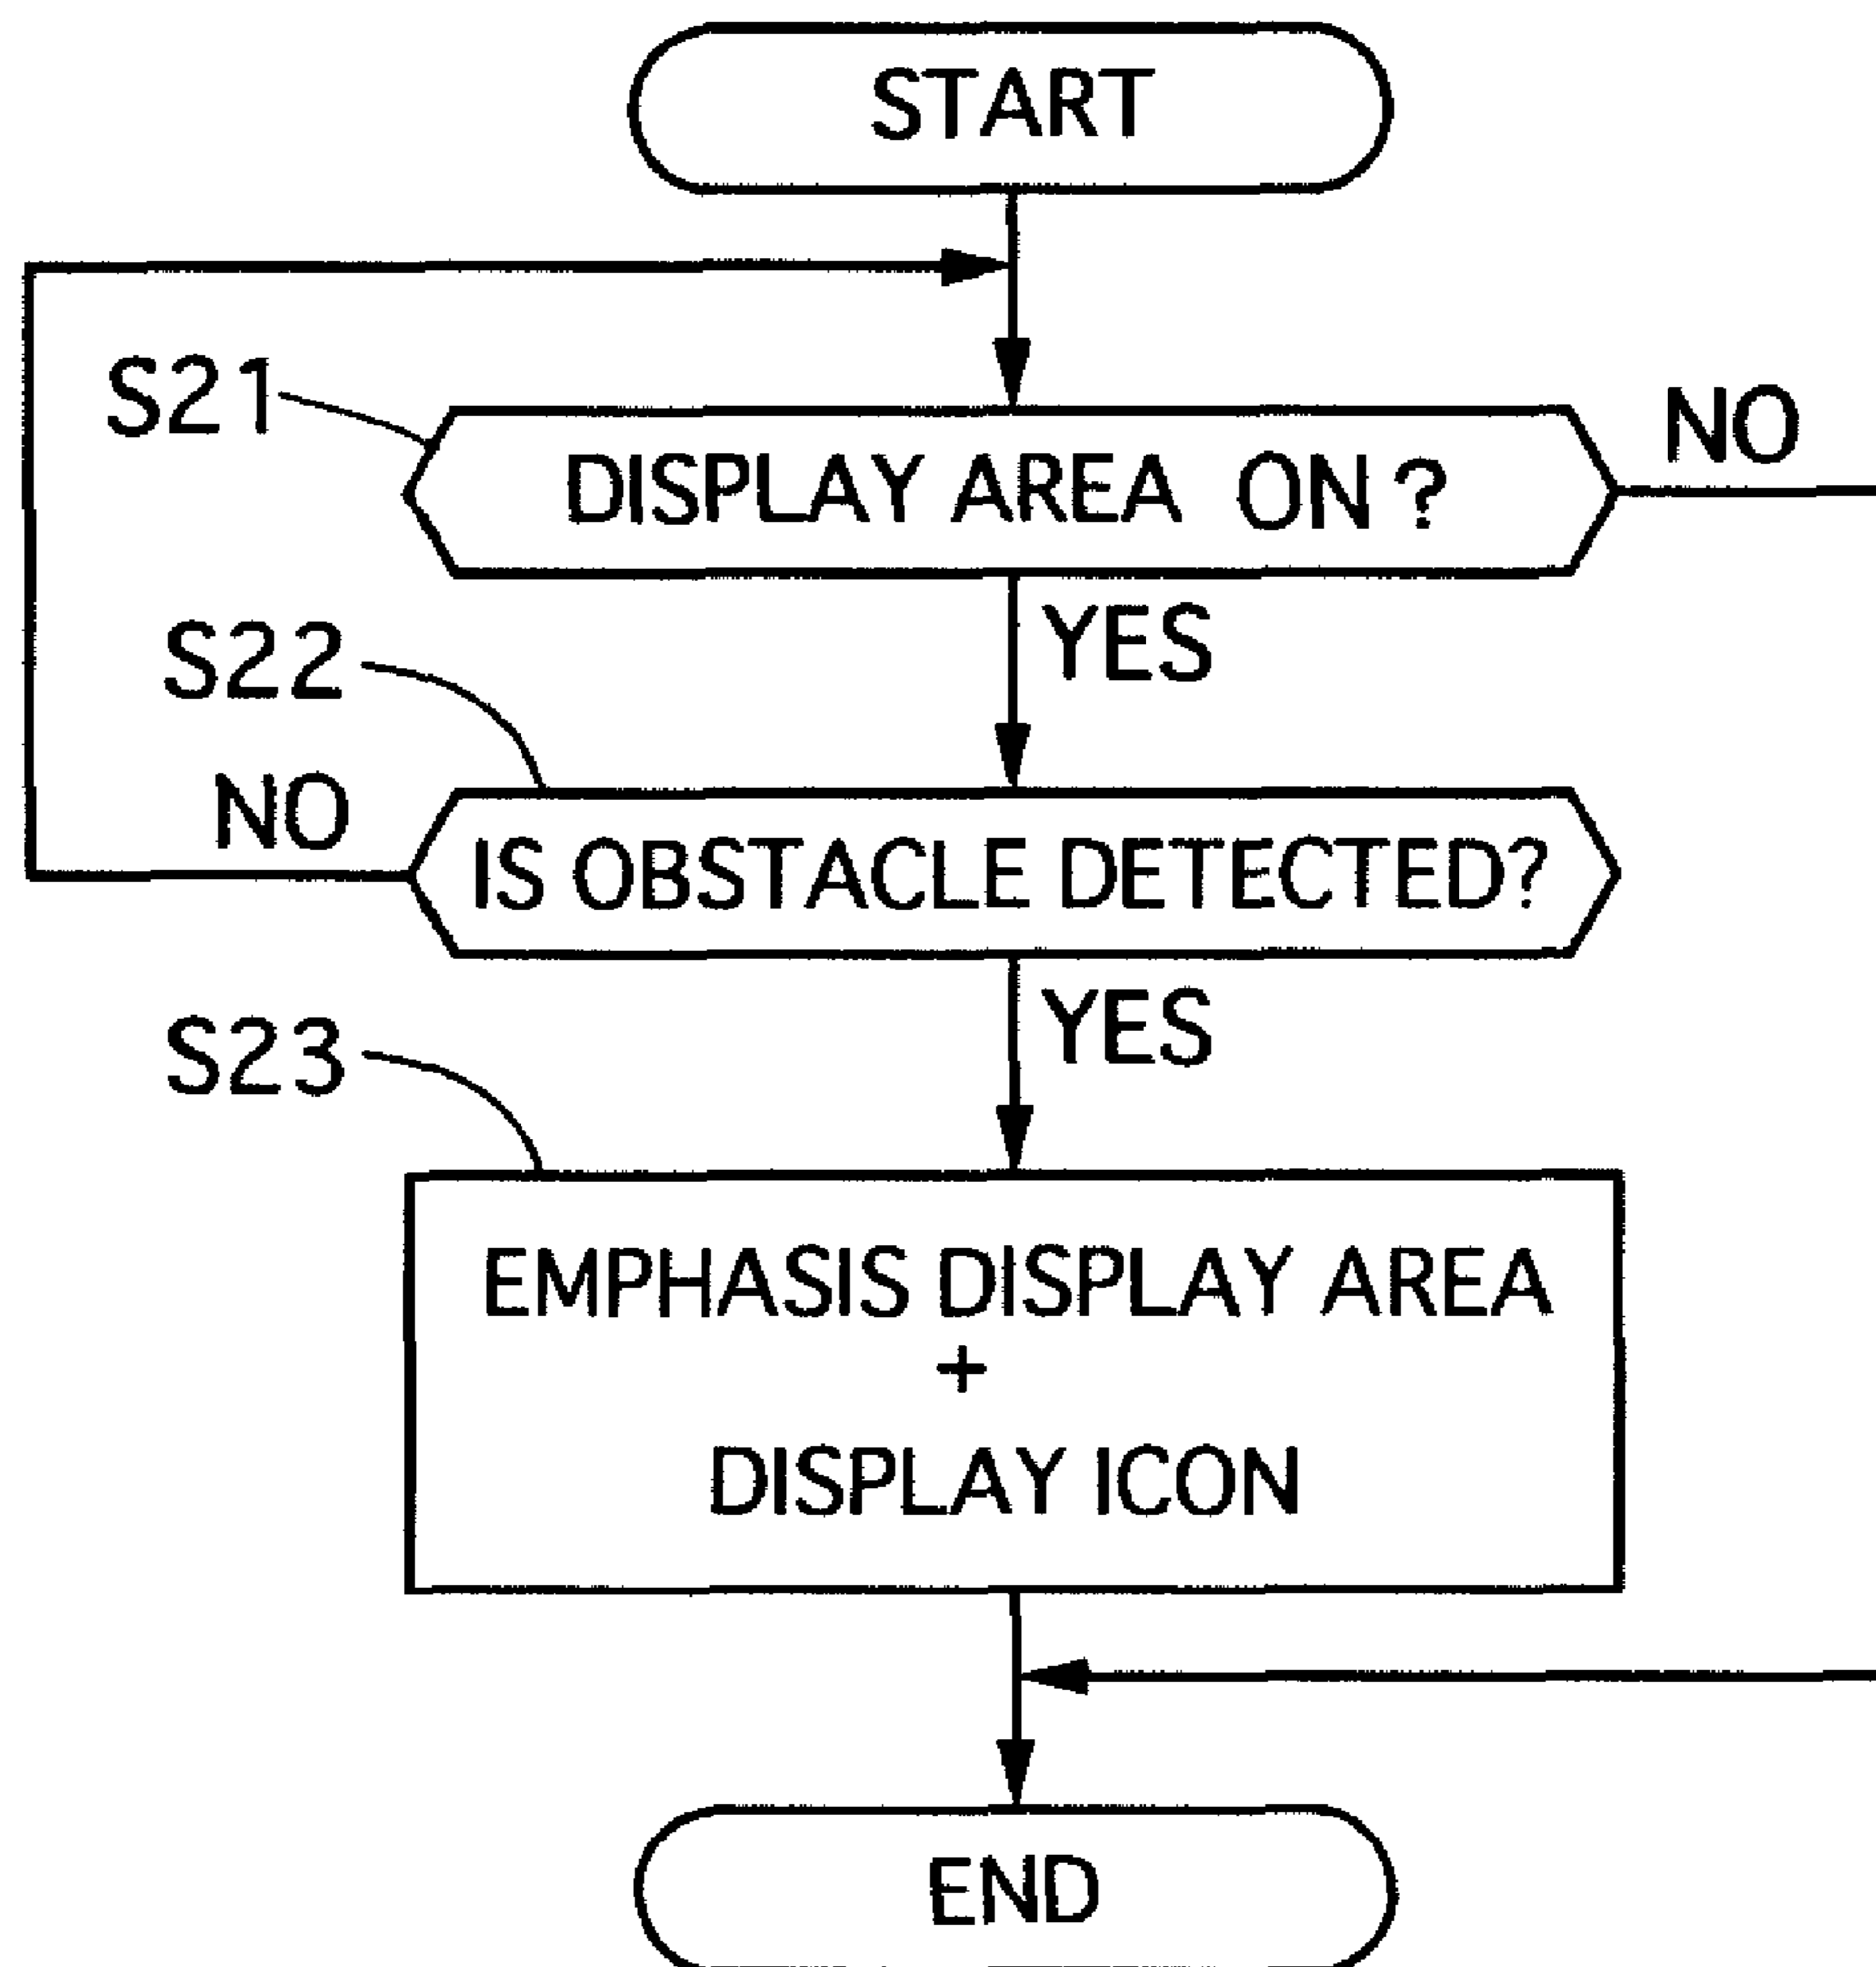 START
S21
DISPLAY AREA ON ?
NO
YES
S22
NO
IS OBSTACLE DETECTED?
YES
S23
EMPHASIS DISPLAY AREA
+
DISPLAY ICON
END